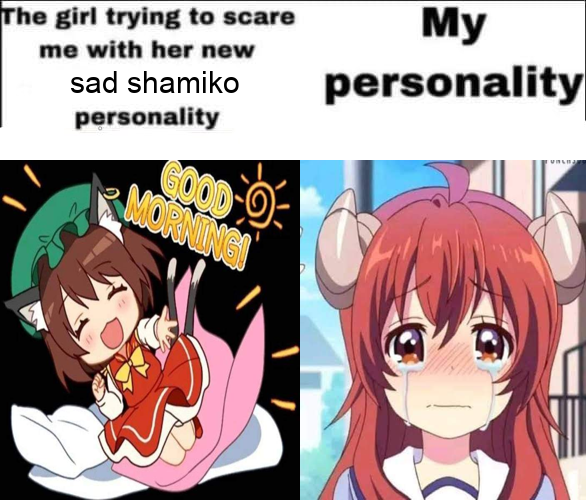 The girl trying to scare
me with her new
sad shamiko
personality
My
personality
GOOD
MORNING!